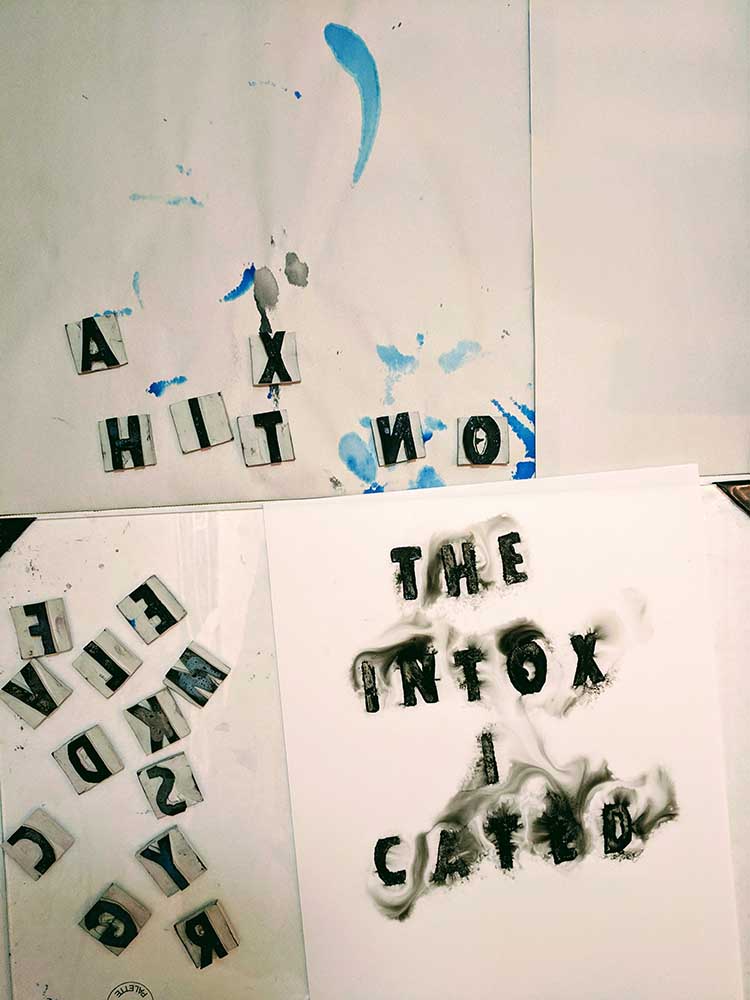 A X
H I T N O
THE
INTOX
I
CATED
E E
V L M
K
D S
C Y
G R
PALETTE